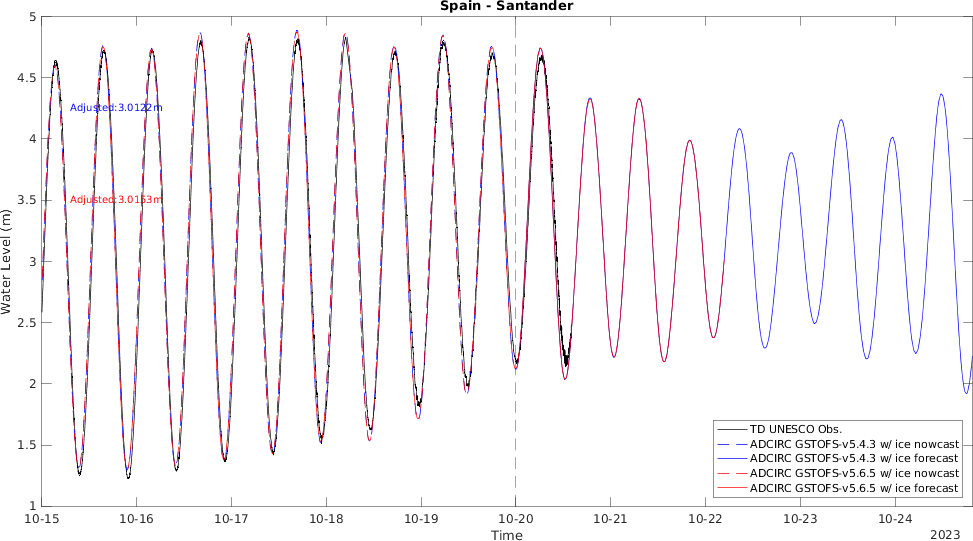 Spain - Santander
5
4.5
4
3.5
3
2.5
2
1.5
1
Water Level (m)
Adjusted:3.0122m
Adjusted:3.0153m
TD UNESCO Obs.
ADCIRC GSTOFS-v5.4.3 w/ ice nowcast
ADCIRC GSTOFS-v5.4.3 w/ ice forecast
ADCIRC GSTOFS-v5.6.5 w/ ice nowcast
ADCIRC GSTOFS-v5.6.5 w/ ice forecast
10-15 10-16 10-17 10-18 10-19 10-20 10-21 10-22 10-23 10-24
Time
2023